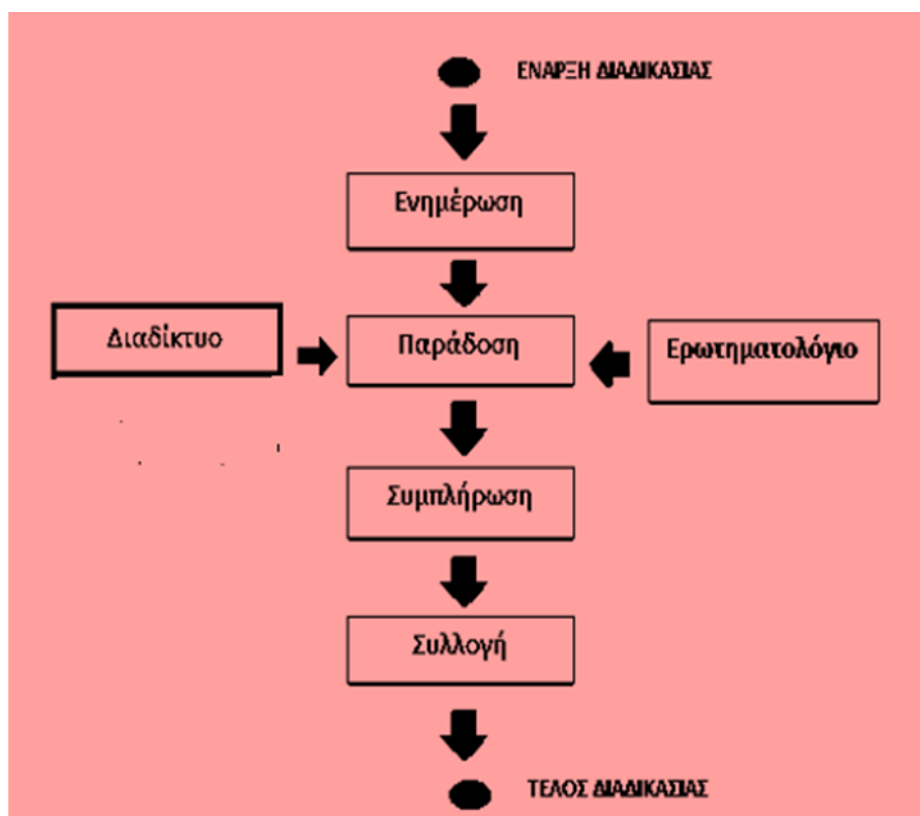 ΕΝΑΡΞΗ ΔΙΑΔΙΚΑΣΙΑΣ
Ενημέρωση
Διαδίκτυο
Παράδοση
Ερωτηματολόγιο
Συμπλήρωση
Συλλογή
ΤΕΛΟΣ ΔΙΑΔΙΚΑΣΙΑΣ